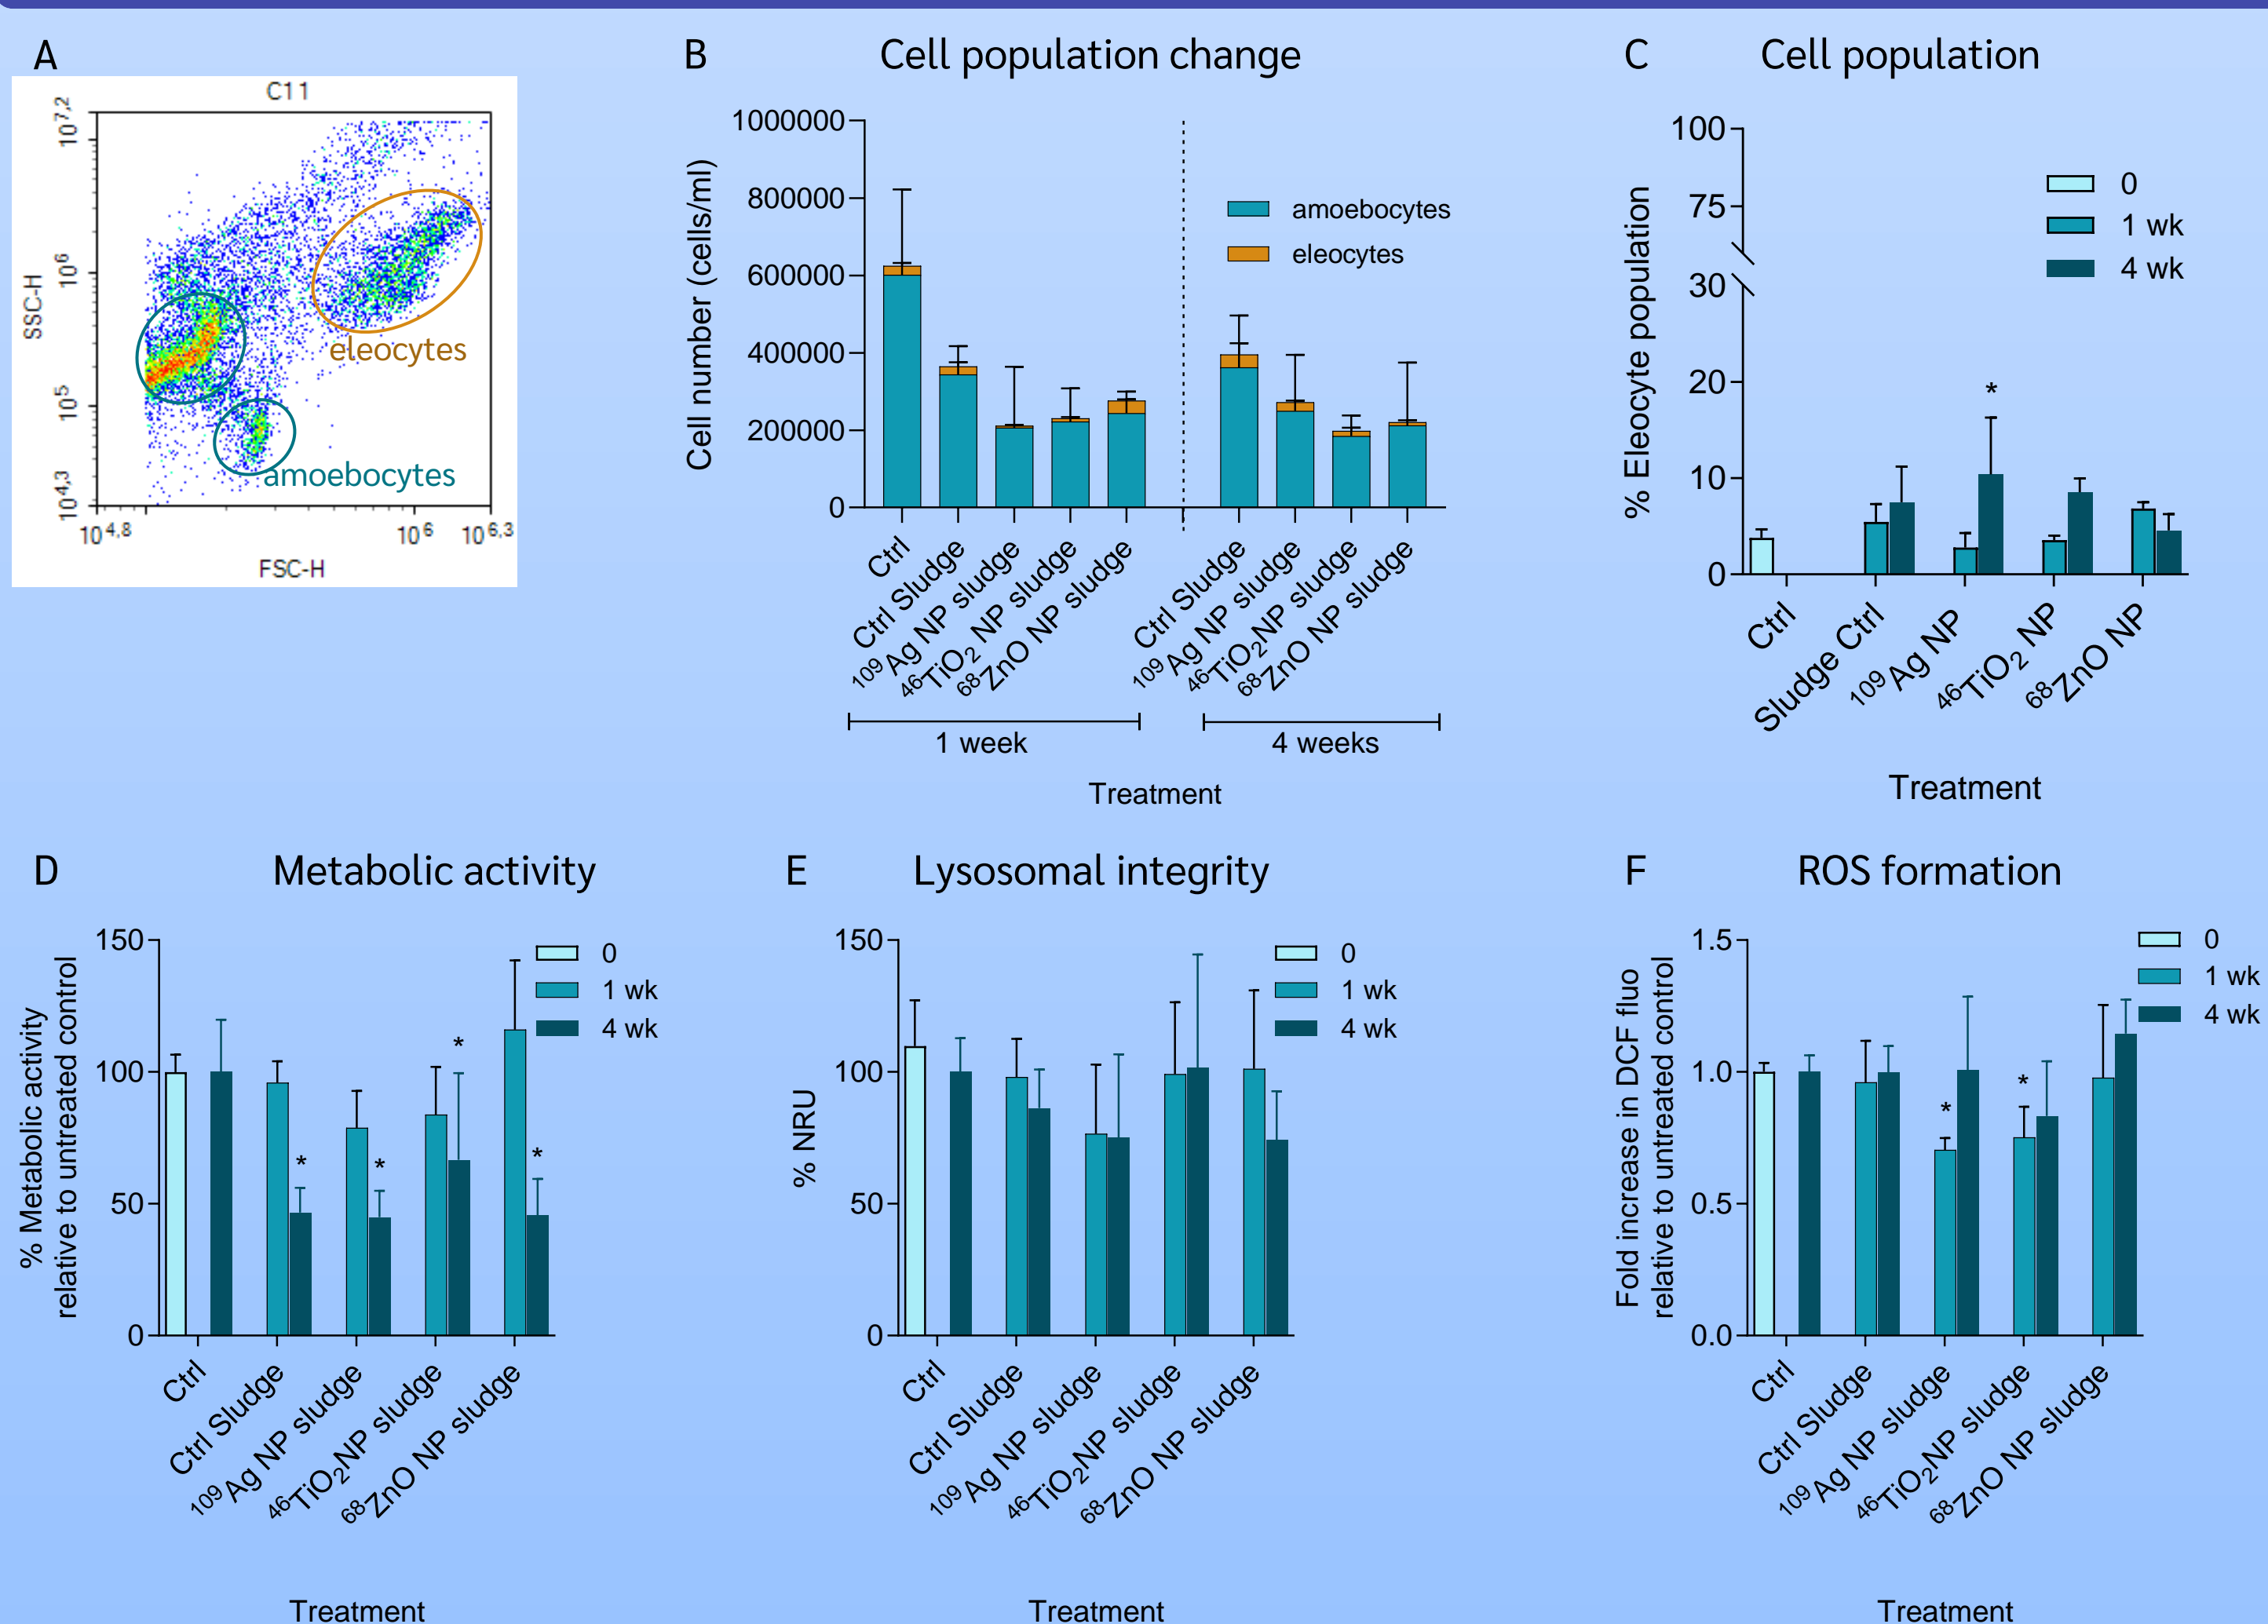 A
C11
SSC-H
10^7,2
10^6
10^5
10^4,3
eleocytes
amoebocytes
10^4,8
10^6
10^6,3
FSC-H
B
Cell population change
Cell number (cells/ml)
1000000
800000
600000
400000
200000
0
amoebocytes
eleocytes
Ctrl
Ctrl Sludge
109 Ag NP sludge
46TiO2 NP sludge
68ZnO NP sludge
Ctrl Sludge
109 Ag NP sludge
46TiO2NP sludge
68ZnO NP sludge
1 week
4 weeks
Treatment
C
Cell population
% Eleocyte population
100
75
30
20
10
0
0
1 wk
4 wk
*
Ctrl
Sludge Ctrl
109 Ag NP
46TiO2 NP
68ZnO NP
Treatment
D
Metabolic activity
% Metabolic activity
relative to untreated control
150
100
50
0
0
1 wk
4 wk
*
*
*
*
Ctrl
Ctrl Sludge
109 Ag NP sludge
46TiO2NP sludge
68ZnO NP sludge
Treatment
E
Lysosomal integrity
% NRU
150
100
50
0
0
1 wk
4 wk
Ctrl
Ctrl Sludge
109 Ag NP sludge
46TiO2NP sludge
68ZnO NP sludge
Treatment
F
ROS formation
Fold increase in DCF fluo
relative to untreated control
1.5
1.0
0.5
0.0
0
1 wk
4 wk
*
*
Ctrl
Ctrl Sludge
109 Ag NP sludge
46TiO2NP sludge
68ZnO NP sludge
Treatment